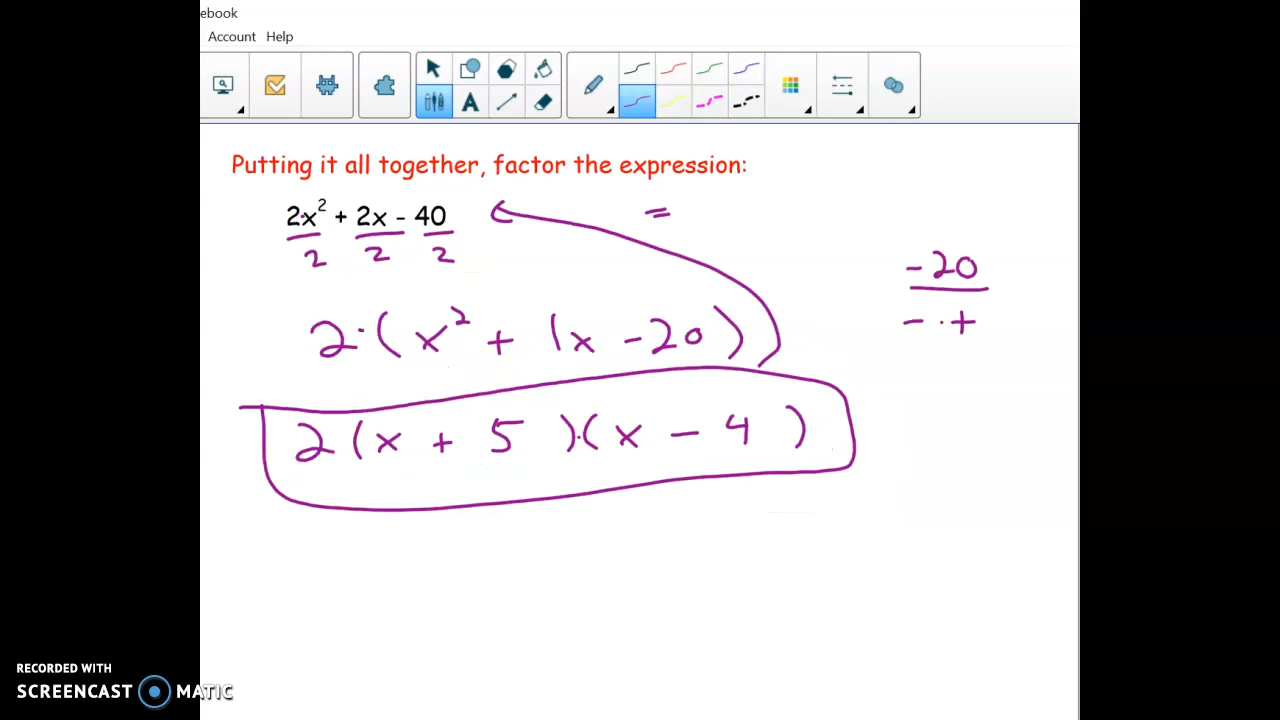 ebook
Account Help
A
Putting it all together, factor the expression:
2x² + 2x - 40 =
2 2 2
-20
- · +
2·(x² + 1x - 20)
2(x + 5)·(x - 4)
RECORDED WITH
SCREENCAST MATIC